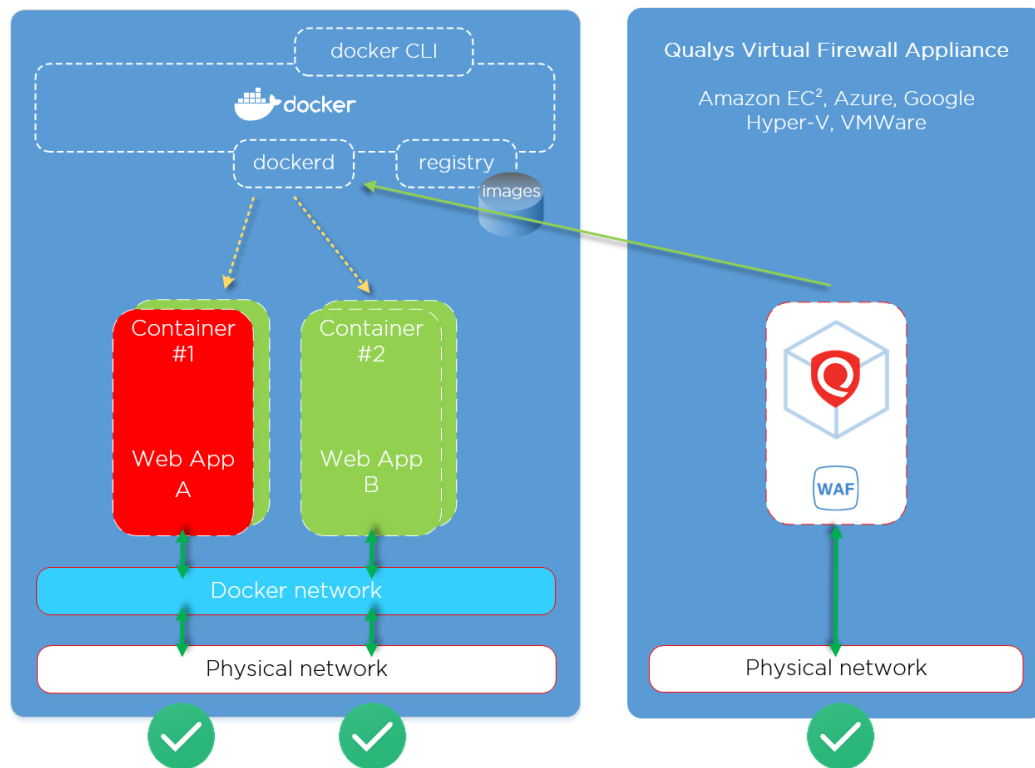 docker CLI
docker
dockerd
registry
images
Container
#1
Web App
A
Container
#2
Web App
B
Docker network
Physical network
Qualys Virtual Firewall Appliance
Amazon EC², Azure, Google
Hyper-V, VMWare
WAF
Physical network